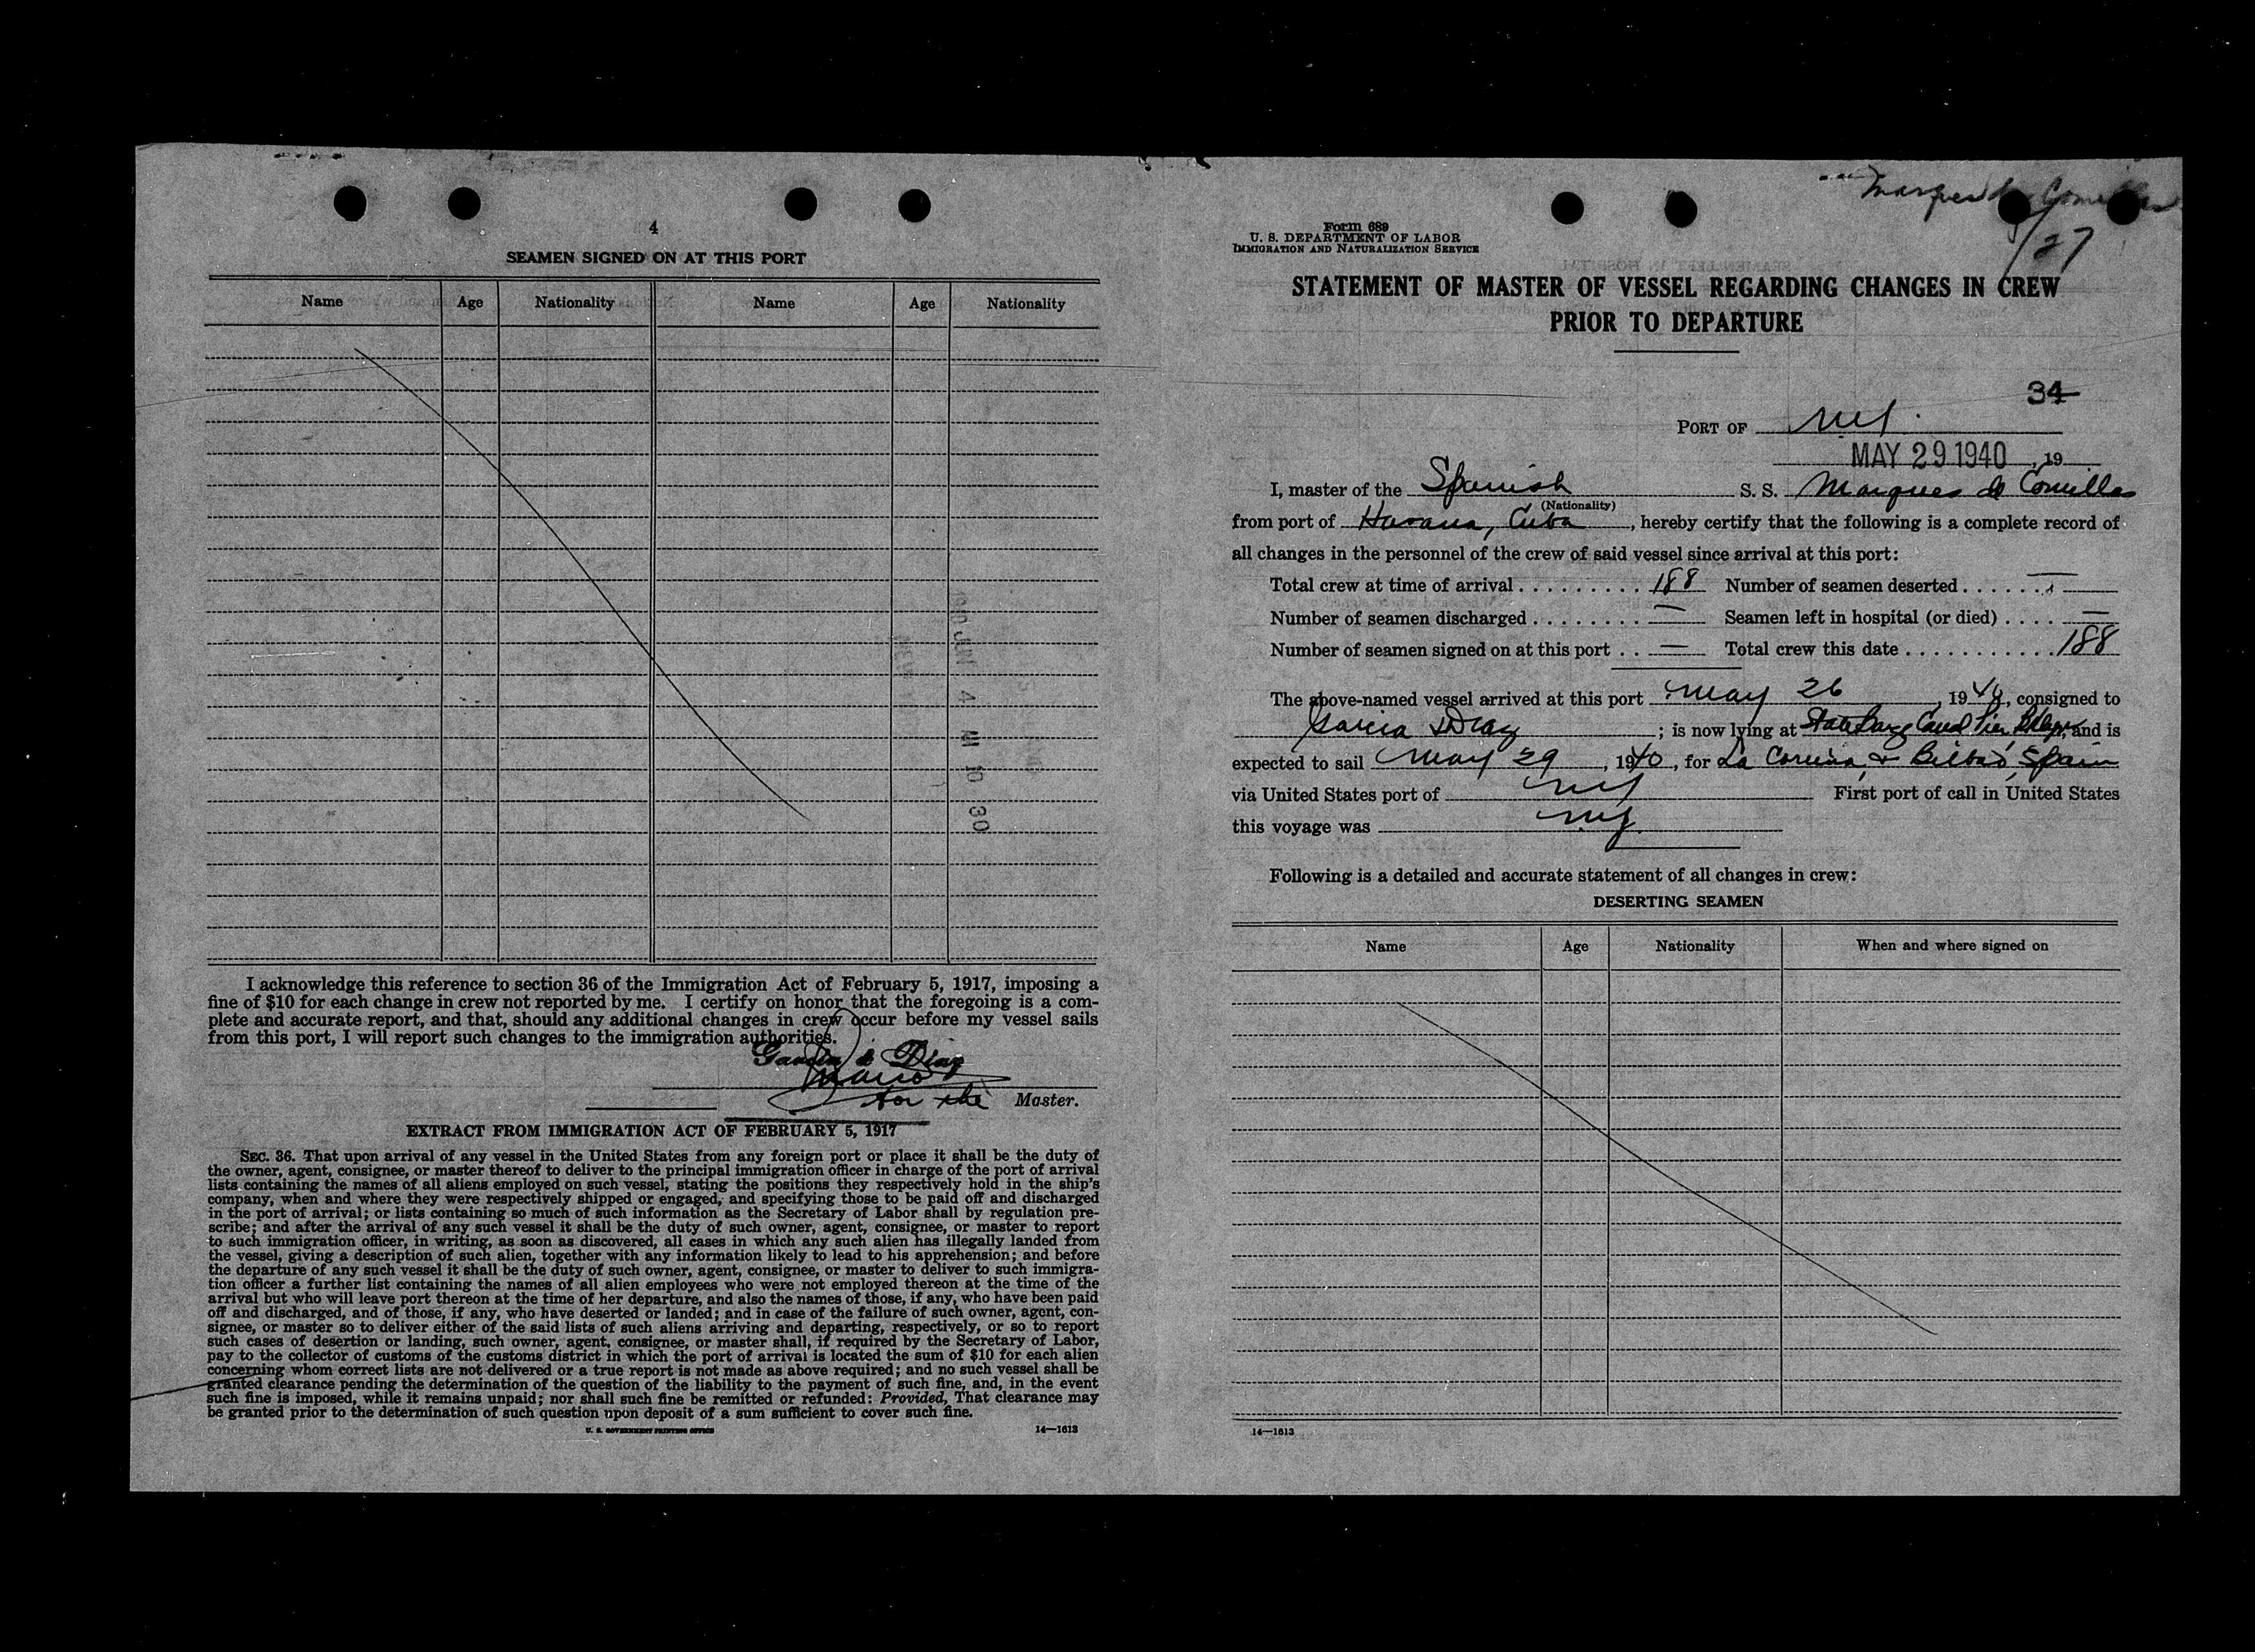 4
SEAMEN SIGNED ON AT THIS PORT
Name Age Nationality Name Age Nationality
4 10 30
I acknowledge this reference to section 36 of the Immigration Act of February 5, 1917, imposing a
fine of $10 for each change in crew not reported by me. I certify on honor that the foregoing is a com-
plete and accurate report, and that, should any additional changes in crew occur before my vessel sails
from this port, I will report such changes to the immigration authorities.
Garcia & Diaz
for the Master.
EXTRACT FROM IMMIGRATION ACT OF FEBRUARY 5, 1917
SEC. 36. That upon arrival of any vessel in the United States from any foreign port or place it shall be the duty of
the owner, agent, consignee, or master thereof to deliver to the principal immigration officer in charge of the port of arrival
lists containing the names of all aliens employed on such vessel, stating the positions they respectively hold in the ship's
company, when and where they were respectively shipped or engaged, and specifying those to be paid off and discharged
in the port of arrival; or lists containing so much of such information as the Secretary of Labor shall by regulation pre-
scribe; and after the arrival of any such vessel it shall be the duty of such owner, agent, consignee, or master to report
to such immigration officer, in writing, as soon as discovered, all cases in which any such alien has illegally landed from
the vessel, giving a description of such alien, together with any information likely to lead to his apprehension; and before
the departure of any such vessel it shall be the duty of such owner, agent, consignee, or master to deliver to such immigra-
tion officer a further list containing the names of all alien employees who were not employed thereon at the time of the
arrival but who will leave port thereon at the time of her departure, and also the names of those, if any, who have been paid
off and discharged, and of those, if any, who have deserted or landed; and in case of the failure of such owner, agent, con-
signee, or master so to deliver either of the said lists of such aliens arriving and departing, respectively, or so to report
such cases of desertion or landing, such owner, agent, consignee, or master shall, if required by the Secretary of Labor,
pay to the collector of customs of the customs district in which the port of arrival is located the sum of $10 for each alien
concerning whom correct lists are not delivered or a true report is not made as above required; and no such vessel shall be
granted clearance pending the determination of the question of the liability to the payment of such fine, and, in the event
such fine is imposed, while it remains unpaid; nor shall such fine be remitted or refunded: Provided, That clearance may
be granted prior to the determination of such question upon deposit of a sum sufficient to cover such fine.
U. S. GOVERNMENT PRINTING OFFICE 14—1613
Marques de Comillas
5/27
Form 689
U. S. DEPARTMENT OF LABOR
IMMIGRATION AND NATURALIZATION SERVICE
STATEMENT OF MASTER OF VESSEL REGARDING CHANGES IN CREW
PRIOR TO DEPARTURE
34
PORT OF NY.
MAY 29 1940, 19
I, master of the Spanish S. S. Marques de Comillas
(Nationality)
from port of Havana, Cuba, hereby certify that the following is a complete record of
all changes in the personnel of the crew of said vessel since arrival at this port:
Total crew at time of arrival 188 Number of seamen deserted —
Number of seamen discharged — Seamen left in hospital (or died) —
Number of seamen signed on at this port — Total crew this date 188
The above-named vessel arrived at this port May 26, 1940, consigned to
Garcia & Diaz; is now lying at State Barge Canal Pier Bklyn, and is
expected to sail May 29, 1940, for La Coruña, & Bilbao, Spain
via United States port of NY First port of call in United States
this voyage was NY.
Following is a detailed and accurate statement of all changes in crew:
DESERTING SEAMEN
Name Age Nationality When and where signed on
14—1613